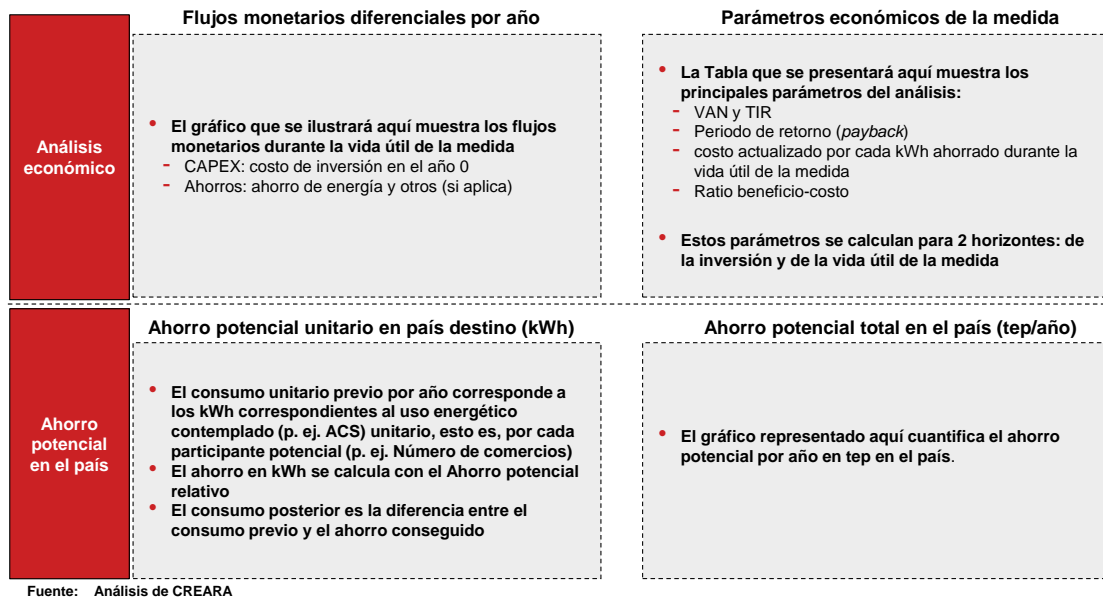 Flujos monetarios diferenciales por año
Parámetros económicos de la medida
Análisis
económico
• El gráfico que se ilustrará aquí muestra los flujos
monetarios durante la vida útil de la medida
- CAPEX: costo de inversión en el año 0
- Ahorros: ahorro de energía y otros (si aplica)
• La Tabla que se presentará aquí muestra los
principales parámetros del análisis:
- VAN y TIR
- Periodo de retorno (payback)
- costo actualizado por cada kWh ahorrado durante la
vida útil de la medida
- Ratio beneficio-costo
• Estos parámetros se calculan para 2 horizontes: de
la inversión y de la vida útil de la medida
Ahorro potencial unitario en país destino (kWh)
Ahorro potencial total en el país (tep/año)
Ahorro
potencial
en el país
• El consumo unitario previo por año corresponde a
los kWh correspondientes al uso energético
contemplado (p. ej. ACS) unitario, esto es, por cada
participante potencial (p. ej. Número de comercios)
• El ahorro en kWh se calcula con el Ahorro potencial
relativo
• El consumo posterior es la diferencia entre el
consumo previo y el ahorro conseguido
• El gráfico representado aquí cuantifica el ahorro
potencial por año en tep en el país.
Fuente: Análisis de CREARA